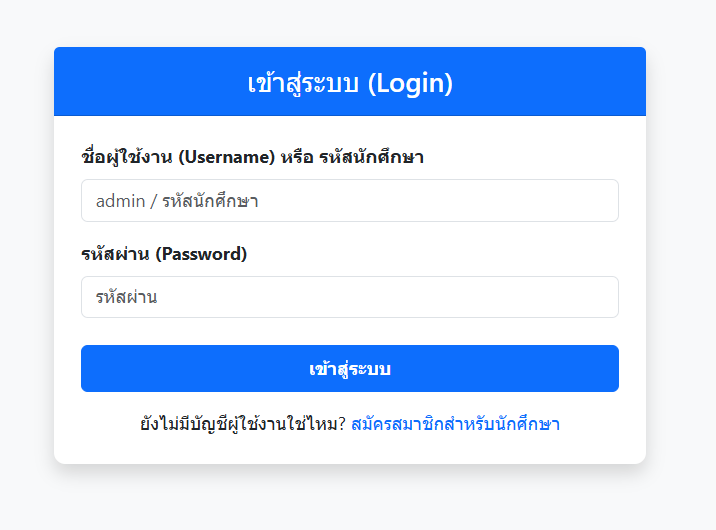 เข้าสู่ระบบ (Login)
ชื่อผู้ใช้งาน (Username) หรือ รหัสนักศึกษา
admin / รหัสนักศึกษา
รหัสผ่าน (Password)
รหัสผ่าน
เข้าสู่ระบบ
ยังไม่มีบัญชีผู้ใช้งานใช่ไหม? สมัครสมาชิกสำหรับนักศึกษา